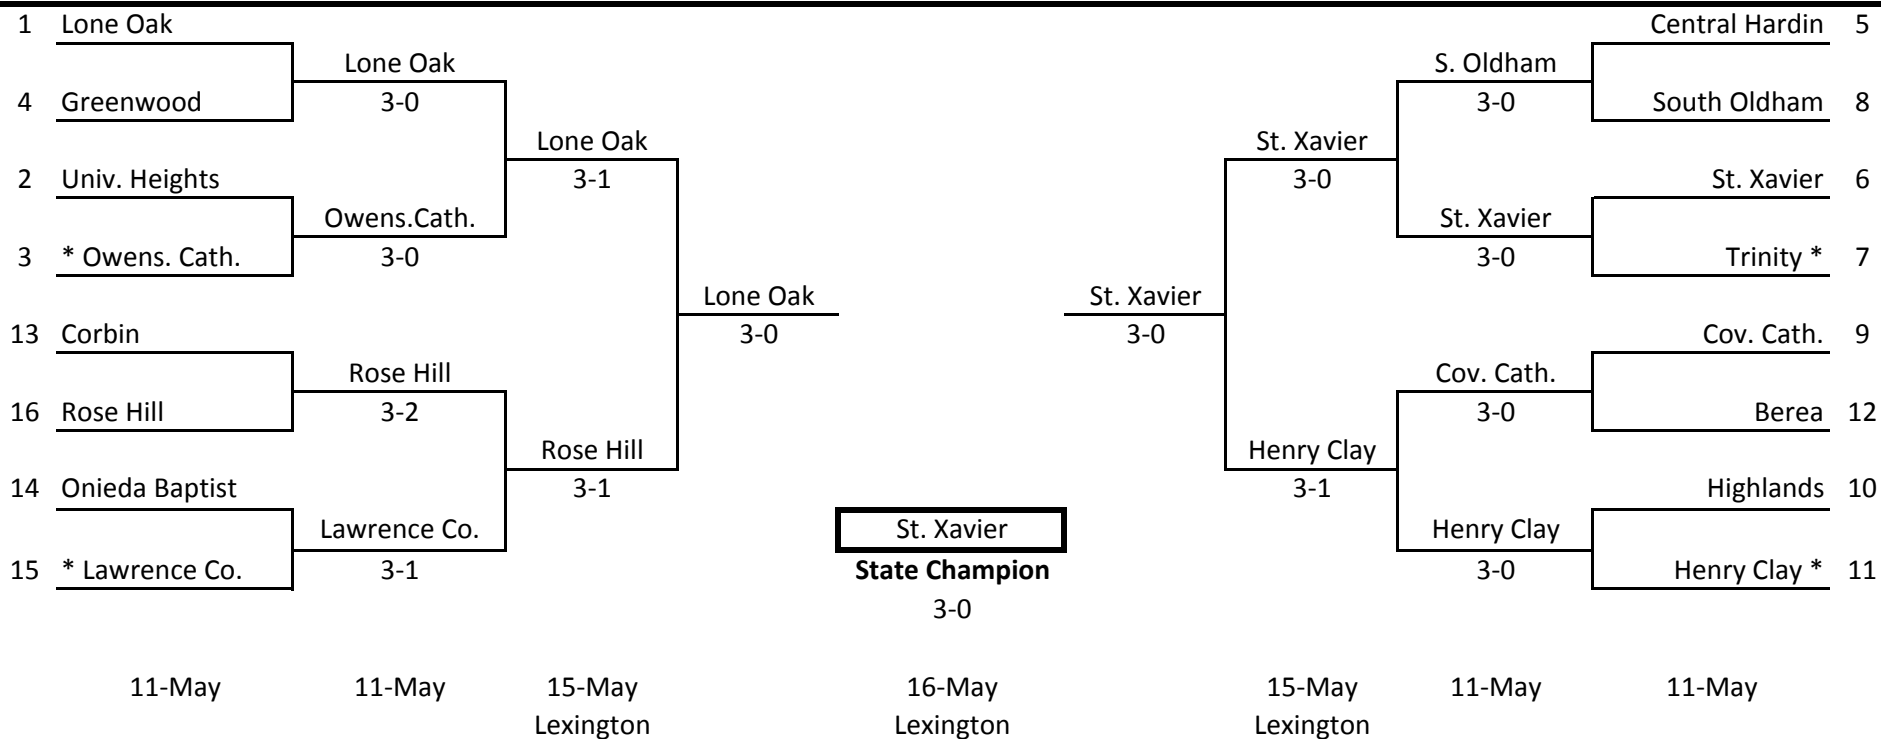 1 Lone Oak Central Hardin 5
Lone Oak S. Oldham
4 Greenwood 3-0 3-0 South Oldham 8
Lone Oak St. Xavier
2 Univ. Heights 3-1 3-0 St. Xavier 6
Owens.Cath. St. Xavier
3 * Owens. Cath. 3-0 3-0 Trinity * 7
Lone Oak St. Xavier
13 Corbin 3-0 3-0 Cov. Cath. 9
Rose Hill Cov. Cath.
16 Rose Hill 3-2 3-0 Berea 12
Rose Hill Henry Clay
14 Onieda Baptist 3-1 3-1 Highlands 10
Lawrence Co. St. Xavier Henry Clay
15 * Lawrence Co. 3-1 State Champion 3-0 Henry Clay * 11
3-0
11-May 11-May 15-May 16-May 15-May 11-May 11-May
Lexington Lexington Lexington